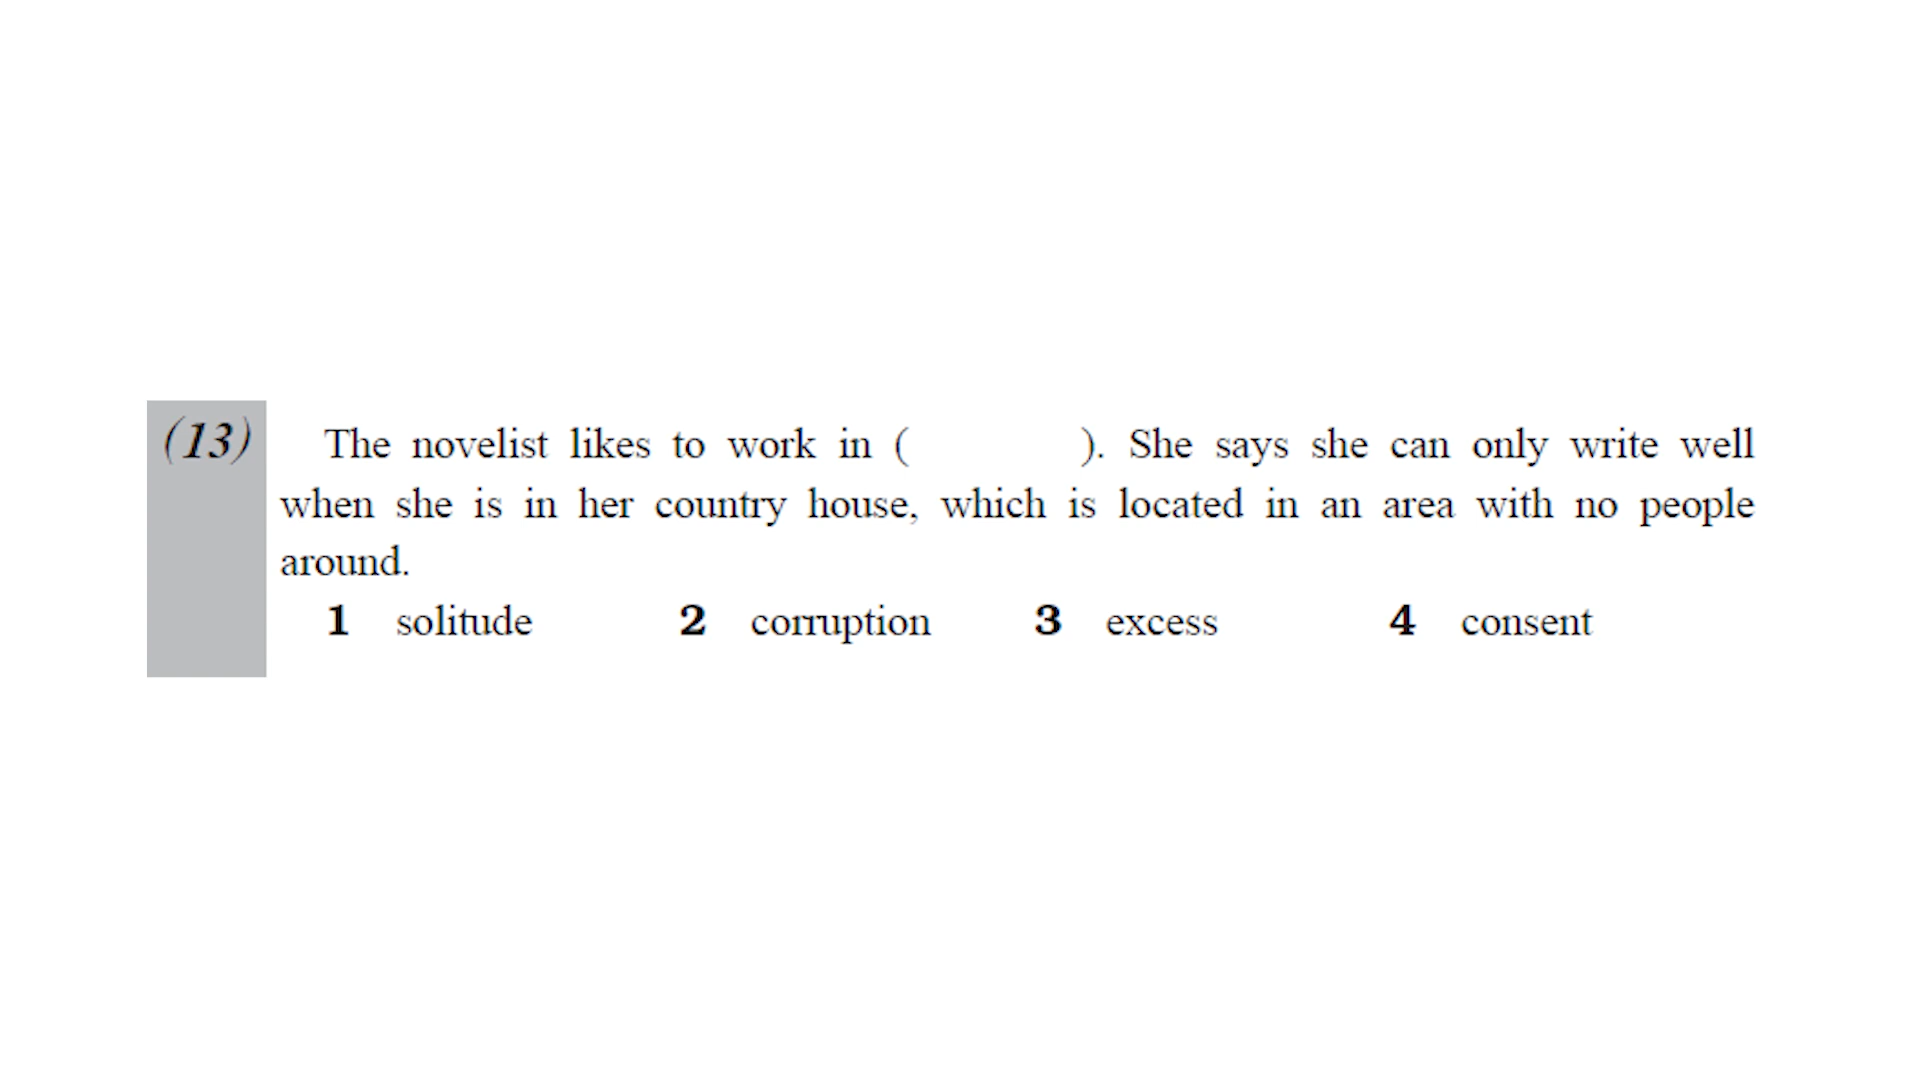 (13) The novelist likes to work in (          ). She says she can only write well
when she is in her country house, which is located in an area with no people
around.
1 solitude 2 corruption 3 excess 4 consent